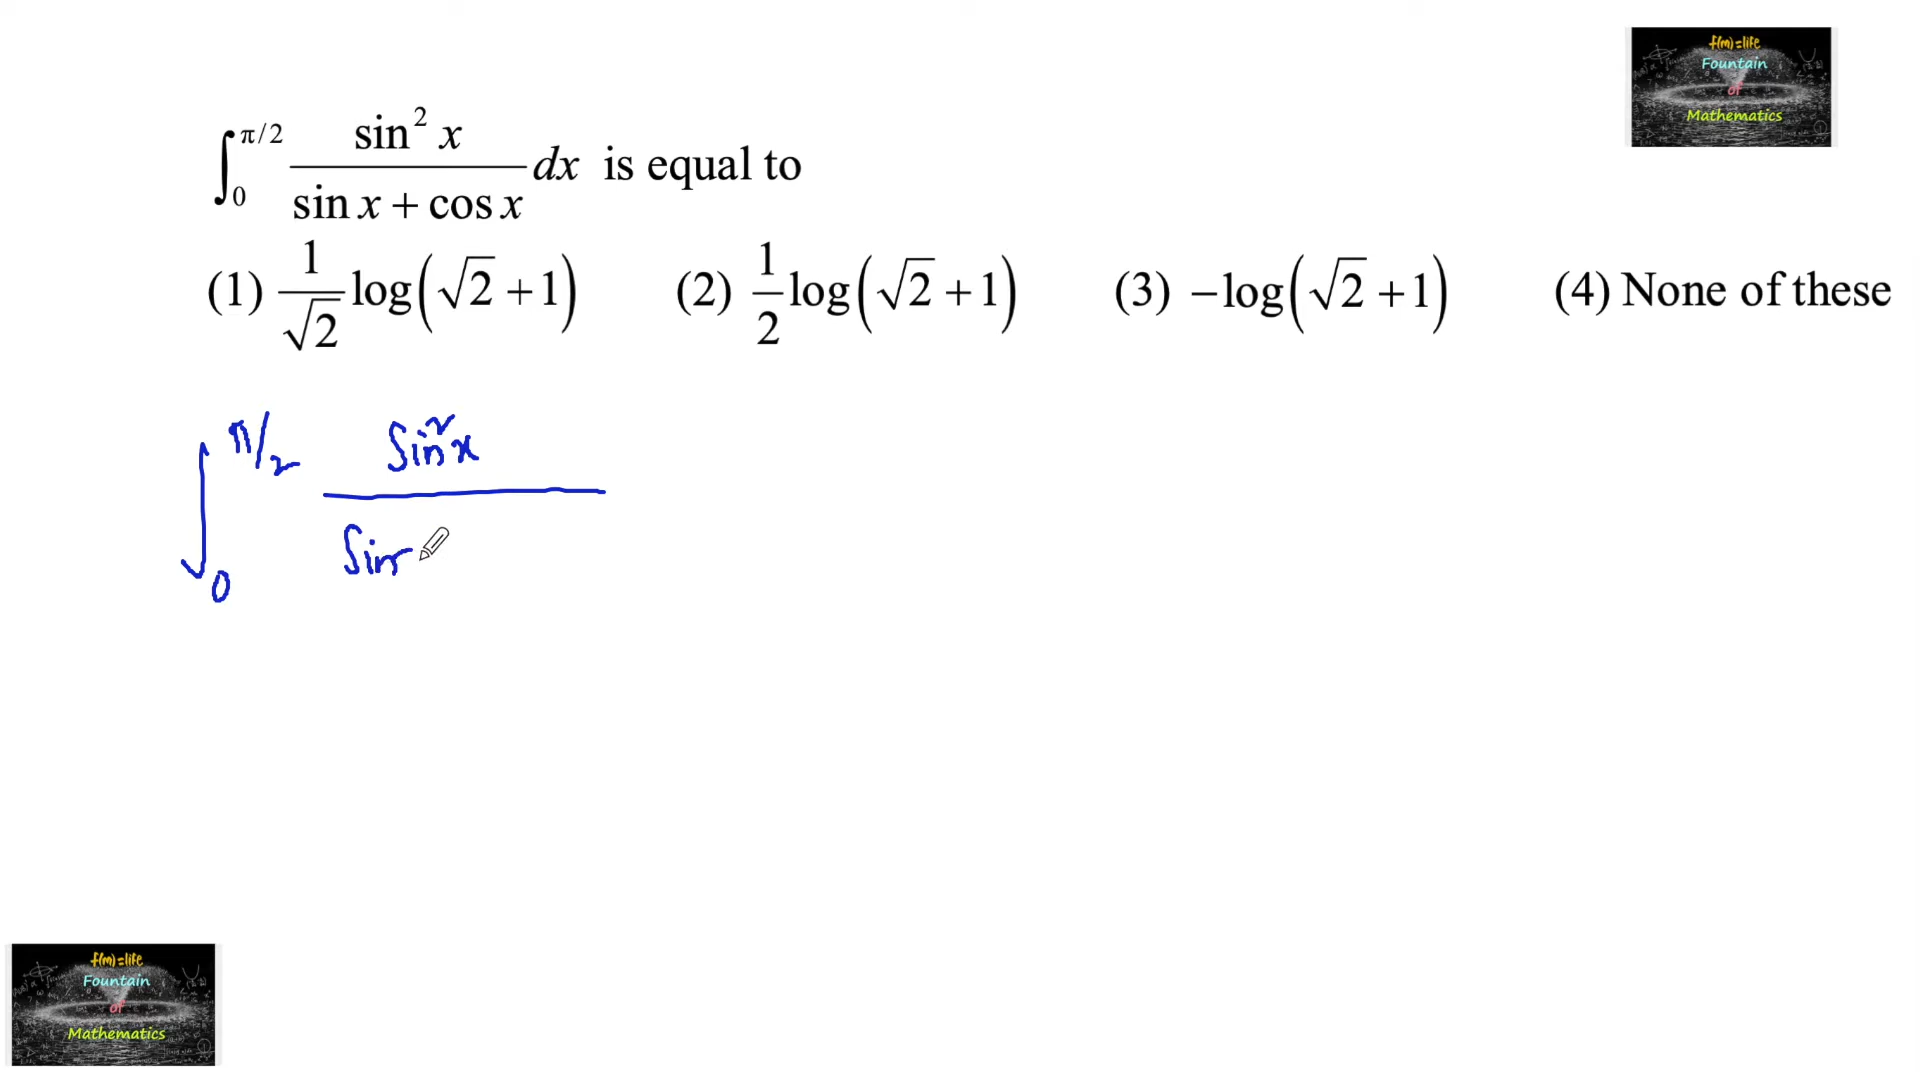 f(m)=life
Fountain
of
Mathematics
∫₀^{π/2} sin² x / (sin x + cos x) dx is equal to
(1) 1/√2 log(√2 + 1) (2) 1/2 log(√2 + 1) (3) −log(√2 + 1) (4) None of these
∫₀^{π/2} Sin²x / Sin
f(m)=life
Fountain
of
Mathematics